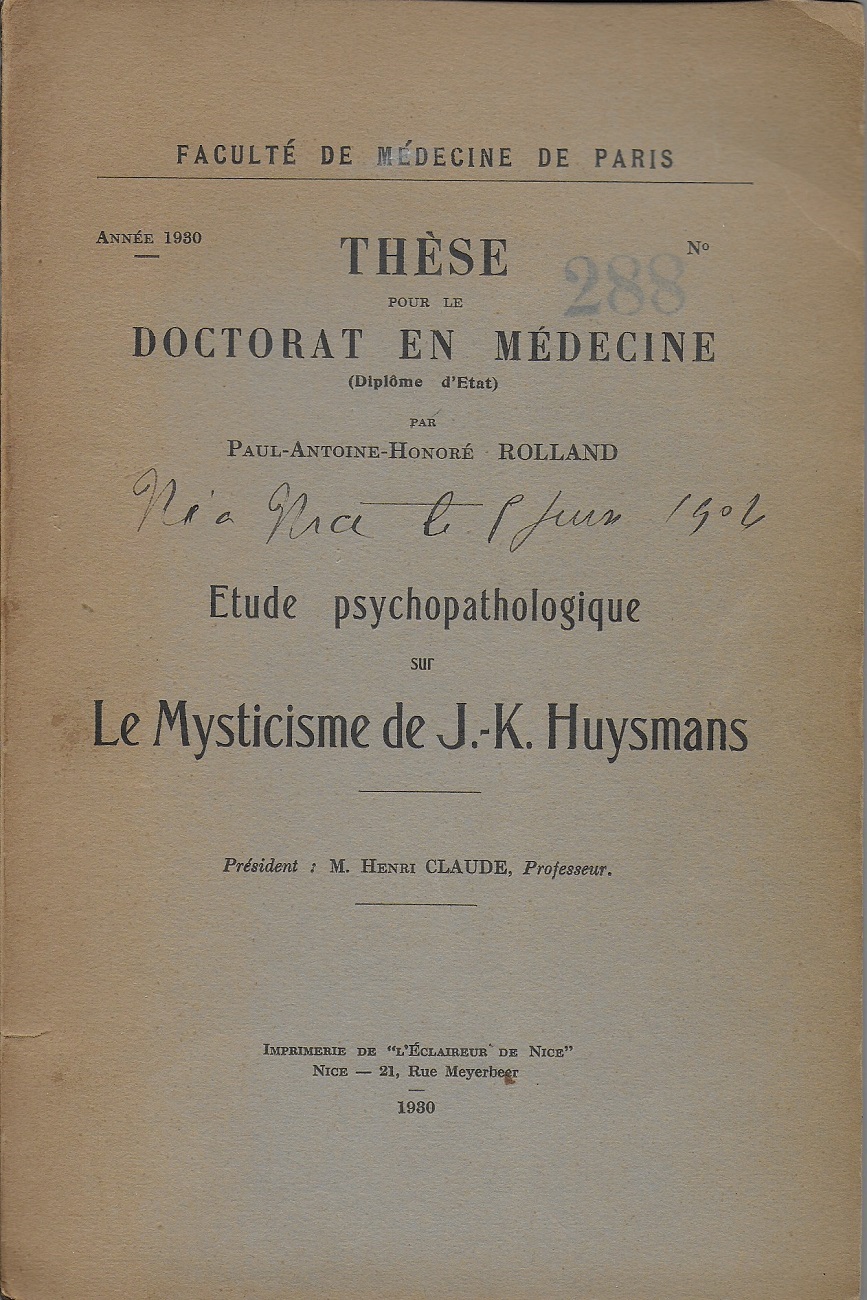 FACULTÉ DE MÉDECINE DE PARIS
ANNÉE 1930
THÈSE
Nº
288
POUR LE
DOCTORAT EN MÉDECINE
(Diplôme d'Etat)
PAR
PAUL-ANTOINE-HONORÉ ROLLAND
Né à Nice le juin 190
Etude psychopathologique
sur
Le Mysticisme de J.-K. Huysmans
Président : M. HENRI CLAUDE, Professeur.
IMPRIMERIE DE "L'ÉCLAIREUR DE NICE"
NICE — 21, Rue Meyerbeer
1930